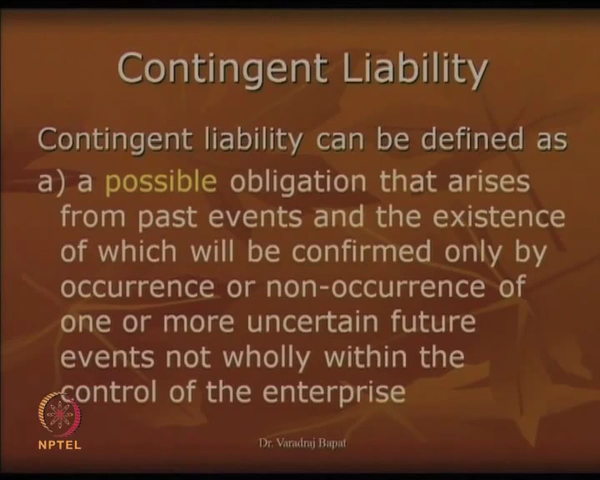 Contingent Liability
Contingent liability can be defined as
a) a possible obligation that arises
from past events and the existence
of which will be confirmed only by
occurrence or non-occurrence of
one or more uncertain future
events not wholly within the
control of the enterprise
NPTEL
Dr. Varadraj Bapat